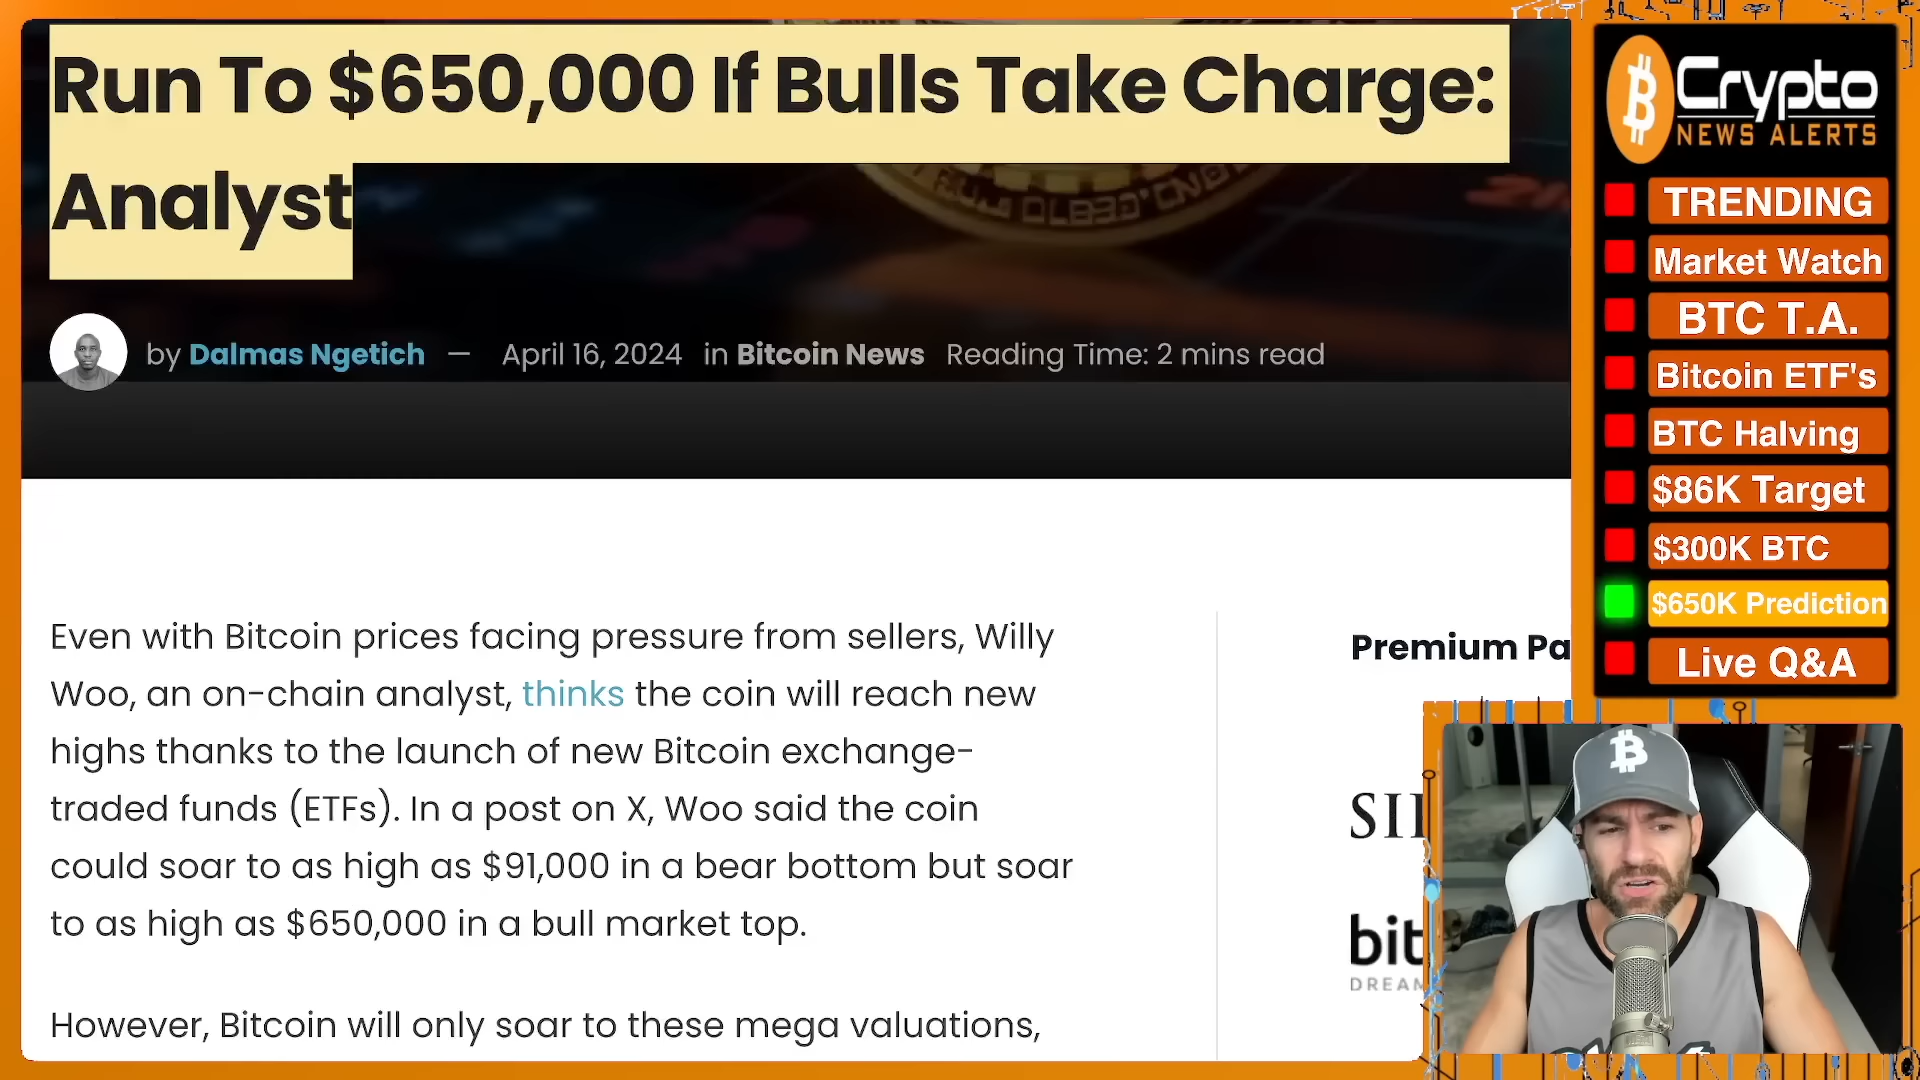 Run To $650,000 If Bulls Take Charge:
Analyst
by Dalmas Ngetich — April 16, 2024 in Bitcoin News Reading Time: 2 mins read
Even with Bitcoin prices facing pressure from sellers, Willy
Woo, an on-chain analyst, thinks the coin will reach new
highs thanks to the launch of new Bitcoin exchange-
traded funds (ETFs). In a post on X, Woo said the coin
could soar to as high as $91,000 in a bear bottom but soar
to as high as $650,000 in a bull market top.
However, Bitcoin will only soar to these mega valuations,
Premium Pa
bit
DREAM
Crypto
NEWS ALERTS
TRENDING
Market Watch
BTC T.A.
Bitcoin ETF's
BTC Halving
$86K Target
$300K BTC
$650K Prediction
Live Q&A